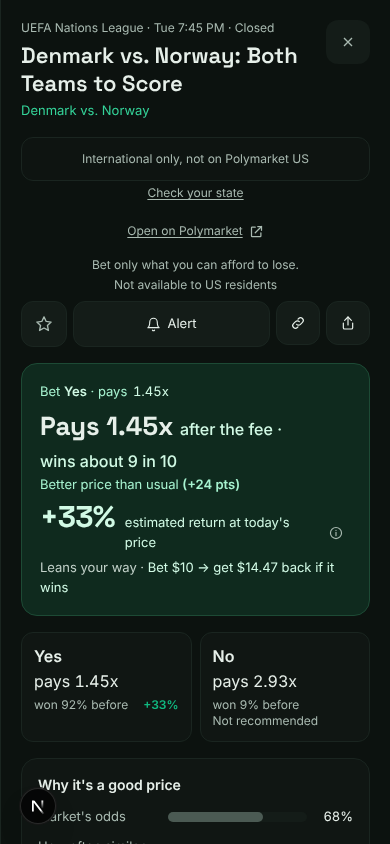 UEFA Nations League · Tue 7:45 PM · Closed
Denmark vs. Norway: Both
Teams to Score
Denmark vs. Norway
International only, not on Polymarket US
Check your state
Open on Polymarket
Bet only what you can afford to lose.
Not available to US residents
Alert
Bet Yes · pays 1.45x
Pays 1.45x after the fee ·
wins about 9 in 10
Better price than usual (+24 pts)
+33% estimated return at today's
price
Leans your way · Bet $10 → get $14.47 back if it
wins
Yes
pays 1.45x
won 92% before +33%
No
pays 2.93x
won 9% before
Not recommended
Why it's a good price
N
arket's odds 68%